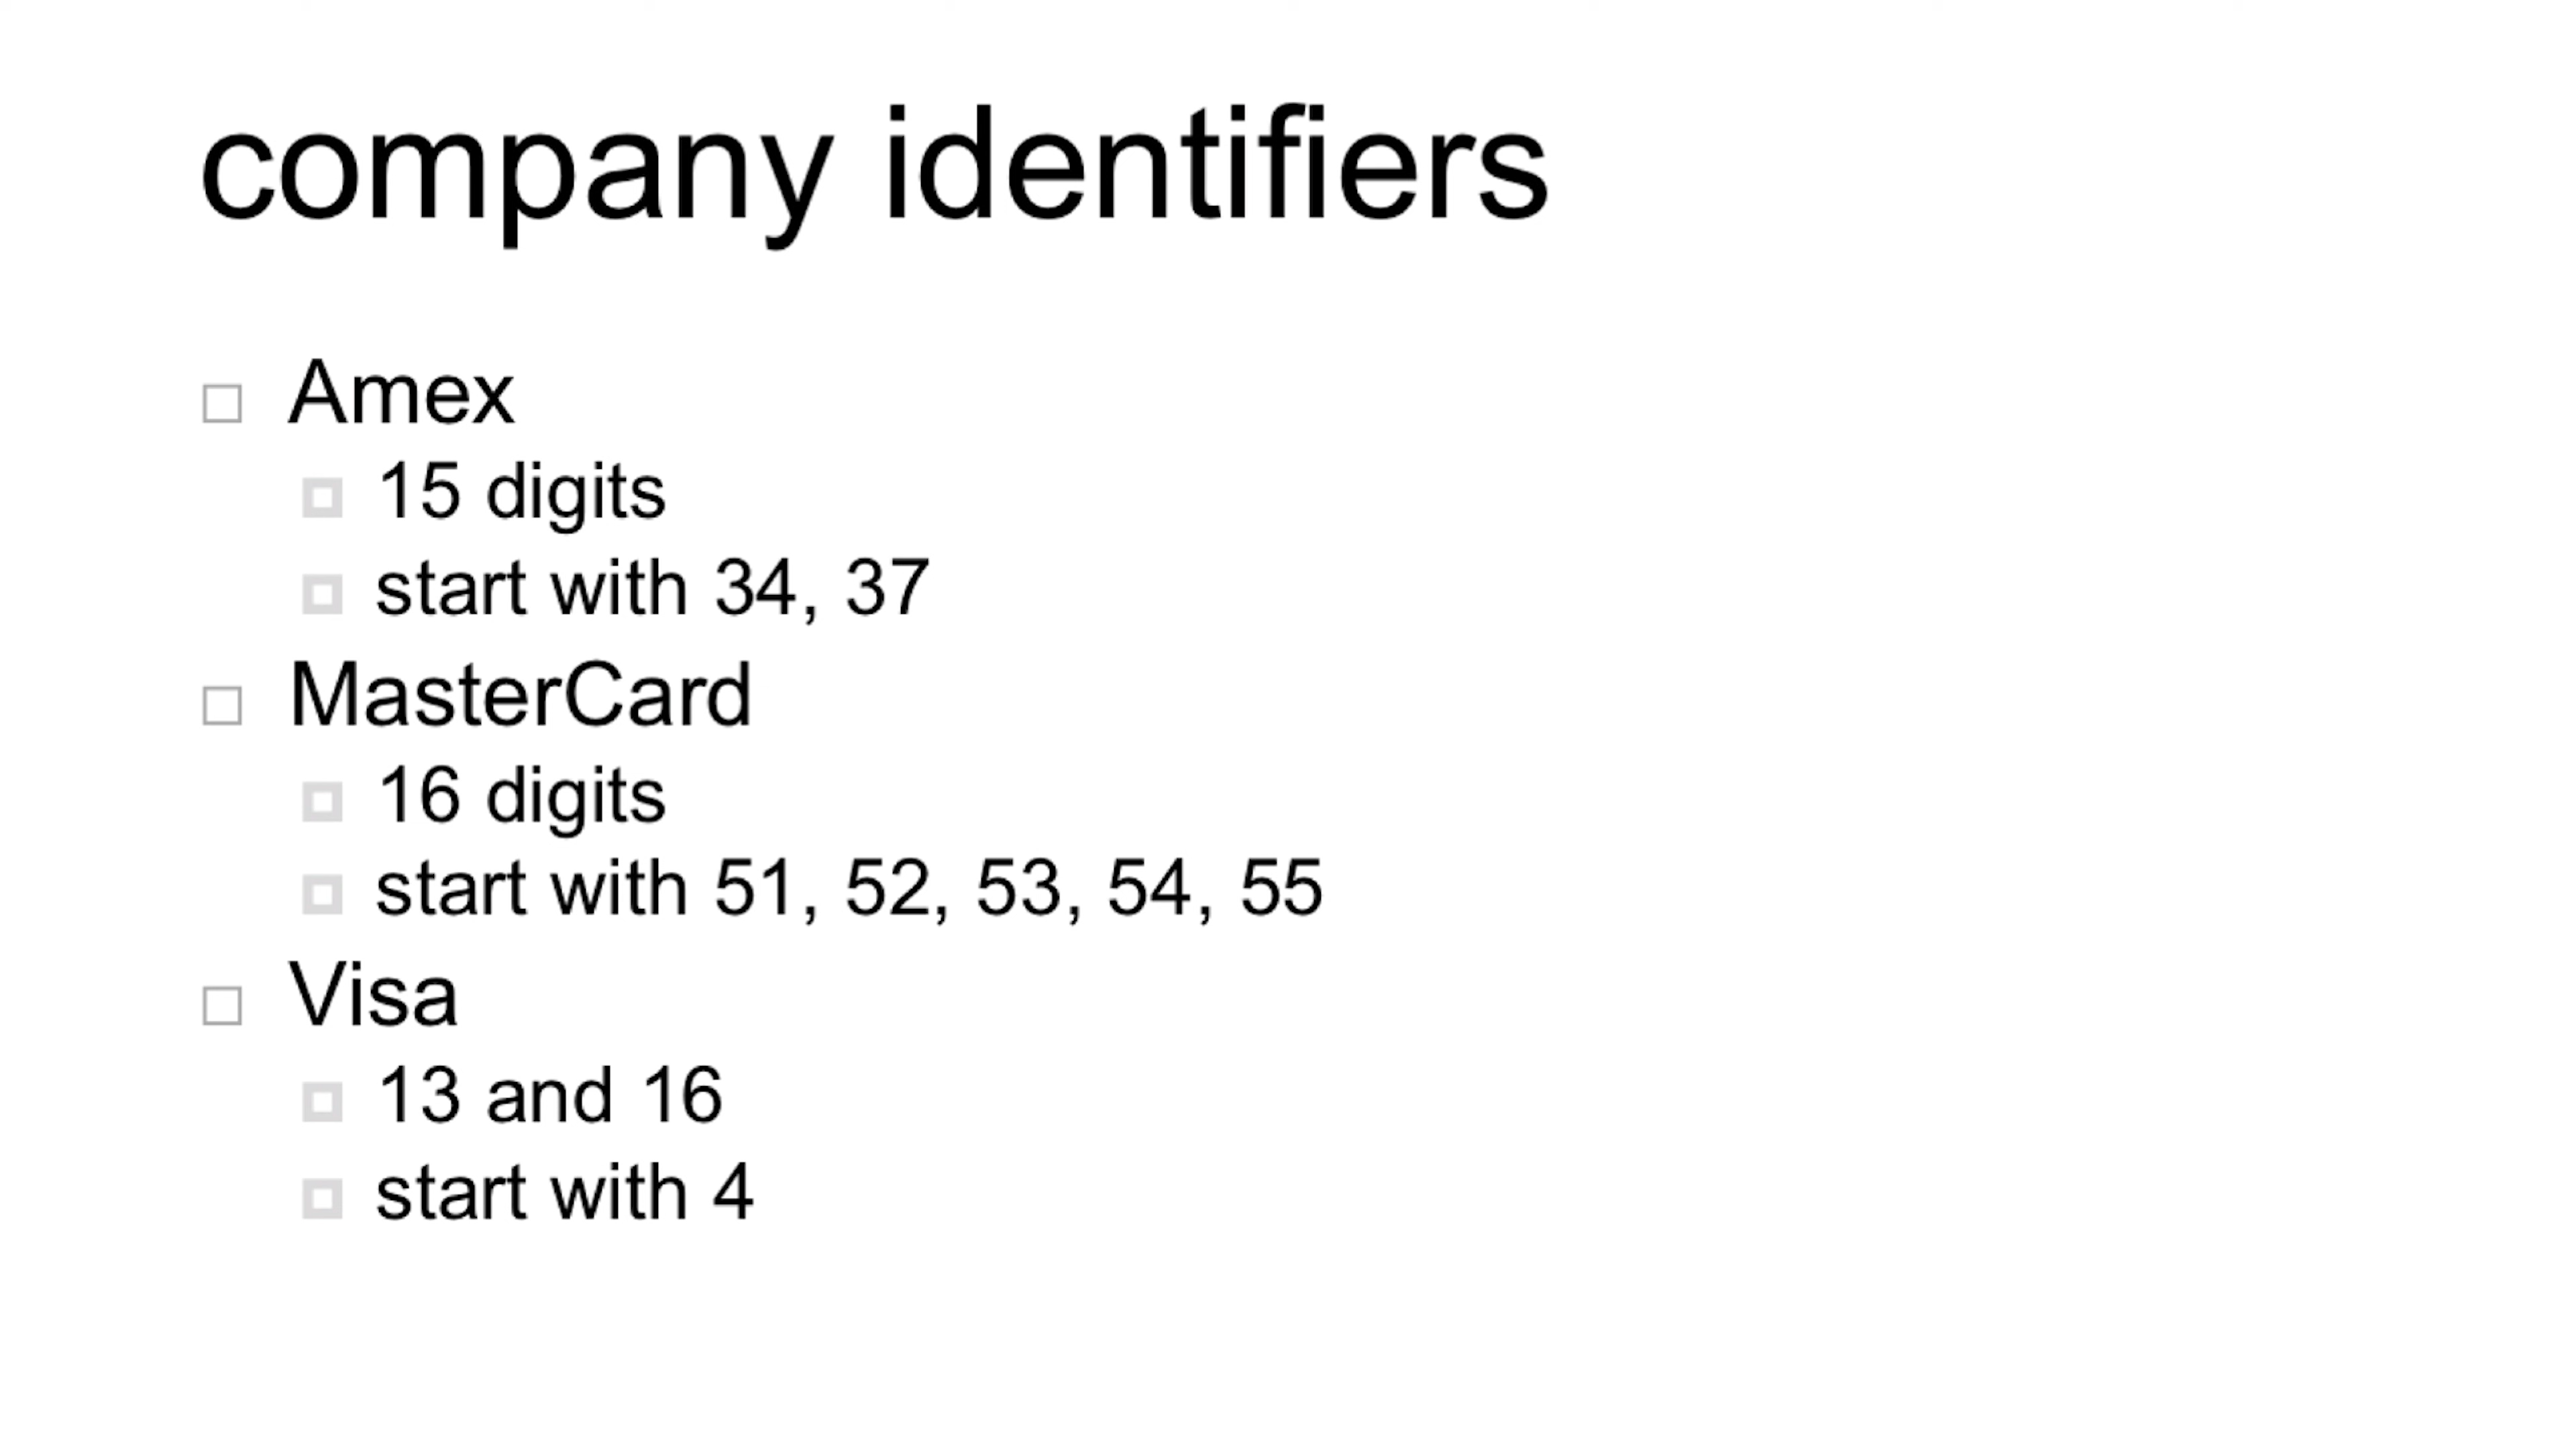 company identifiers
Amex
15 digits
start with 34, 37
MasterCard
16 digits
start with 51, 52, 53, 54, 55
Visa
13 and 16
start with 4